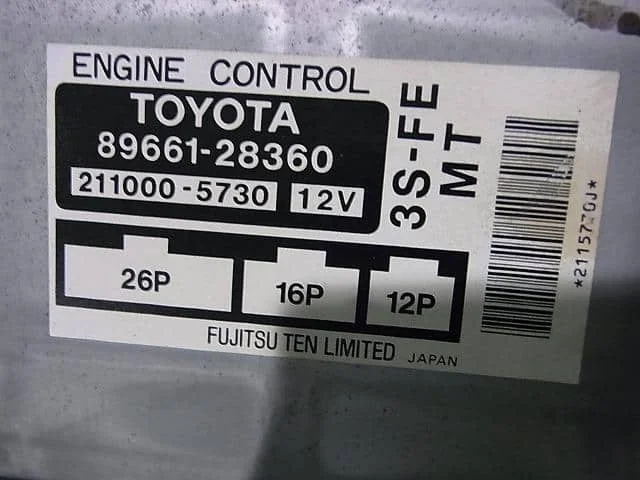 ENGINE CONTROL
TOYOTA
89661-28360
211000-5730 12V
3S-FE
MT
26P 16P 12P
FUJITSU TEN LIMITED JAPAN